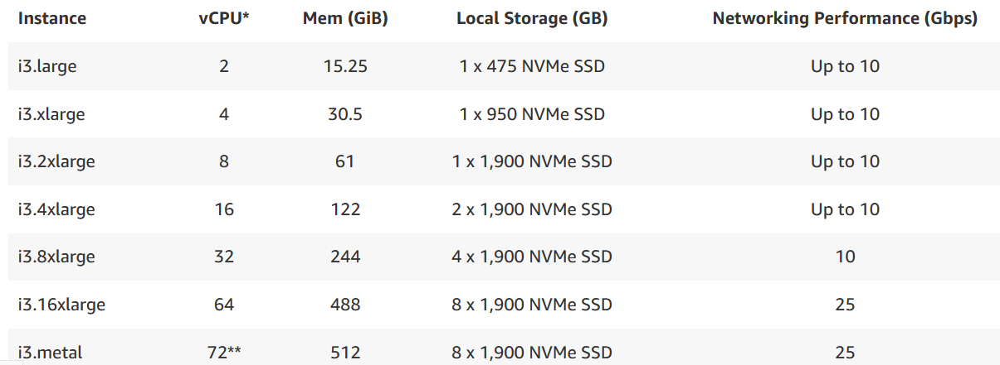 Instance vCPU* Mem (GiB) Local Storage (GB) Networking Performance (Gbps)
i3.large 2 15.25 1 x 475 NVMe SSD Up to 10
i3.xlarge 4 30.5 1 x 950 NVMe SSD Up to 10
i3.2xlarge 8 61 1 x 1,900 NVMe SSD Up to 10
i3.4xlarge 16 122 2 x 1,900 NVMe SSD Up to 10
i3.8xlarge 32 244 4 x 1,900 NVMe SSD 10
i3.16xlarge 64 488 8 x 1,900 NVMe SSD 25
i3.metal 72** 512 8 x 1,900 NVMe SSD 25